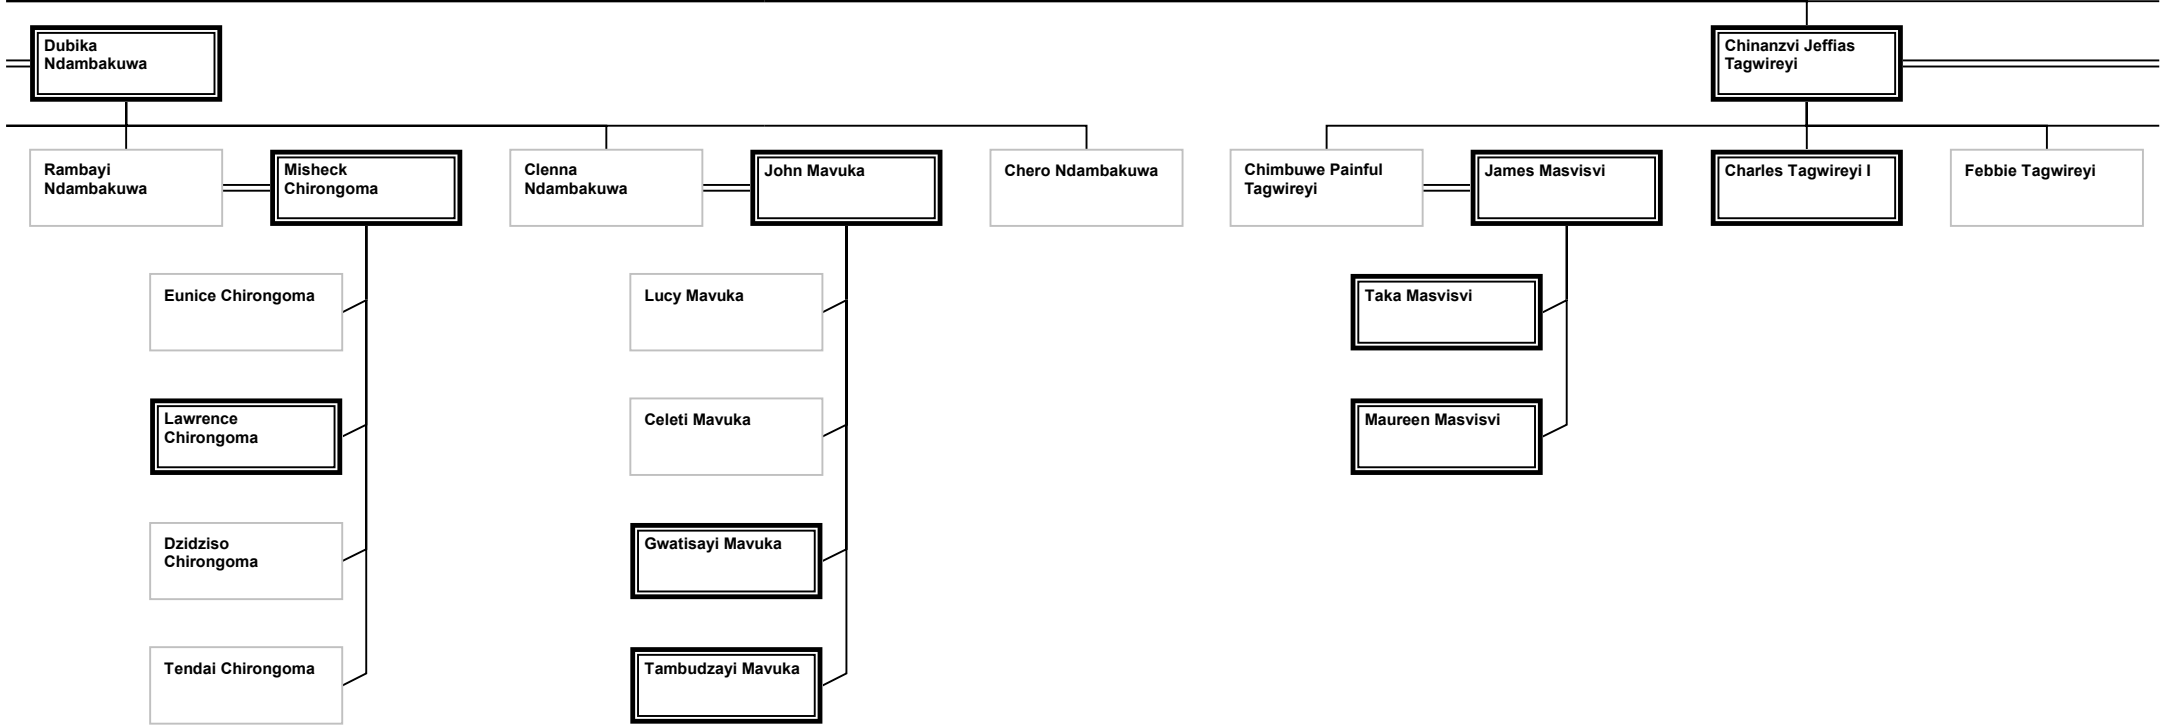 Dubika
Ndambakuwa
Chinanzvi Jeffias
Tagwireyi
Rambayi
Ndambakuwa
Misheck
Chirongoma
Clenna
Ndambakuwa
John Mavuka
Chero Ndambakuwa
Chimbuwe Painful
Tagwireyi
James Masvisvi
Charles Tagwireyi I
Febbie Tagwireyi
Eunice Chirongoma
Lucy Mavuka
Taka Masvisvi
Lawrence
Chirongoma
Celeti Mavuka
Maureen Masvisvi
Dzidziso
Chirongoma
Gwatisayi Mavuka
Tendai Chirongoma
Tambudzayi Mavuka